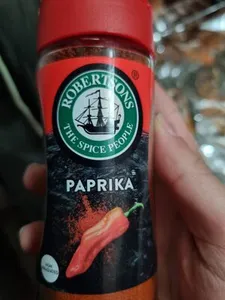 ROBERTSONS
®
THE SPICE PEOPLE
PAPRIKA